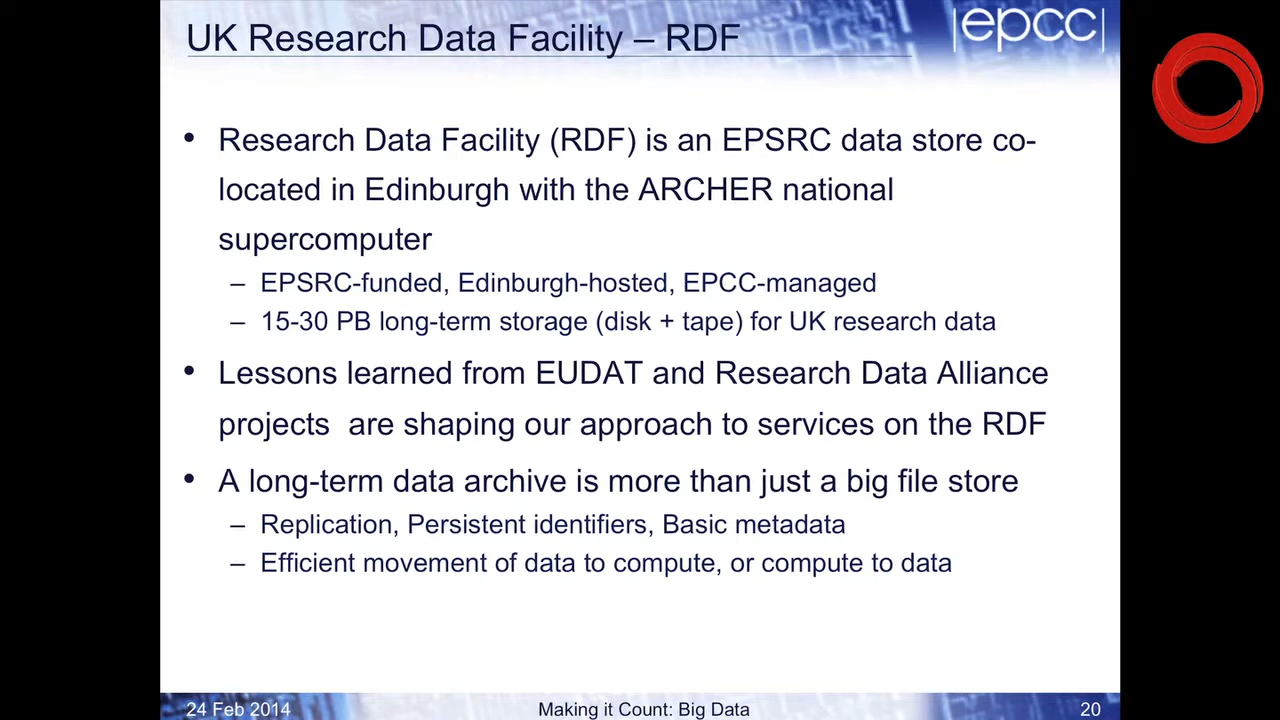 UK Research Data Facility – RDF
|epcc|
• Research Data Facility (RDF) is an EPSRC data store co-
located in Edinburgh with the ARCHER national
supercomputer
– EPSRC-funded, Edinburgh-hosted, EPCC-managed
– 15-30 PB long-term storage (disk + tape) for UK research data
• Lessons learned from EUDAT and Research Data Alliance
projects are shaping our approach to services on the RDF
• A long-term data archive is more than just a big file store
– Replication, Persistent identifiers, Basic metadata
– Efficient movement of data to compute, or compute to data
24 Feb 2014
Making it Count: Big Data
20